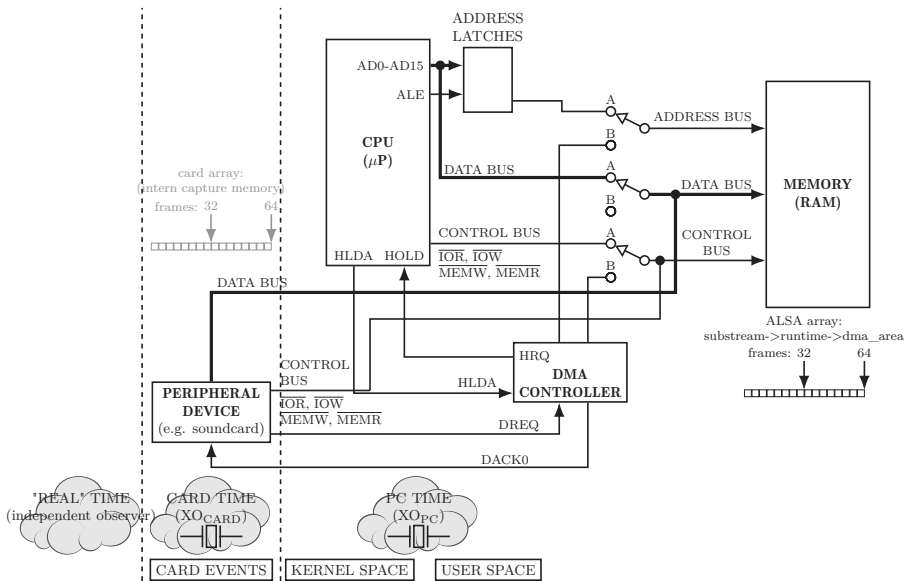 ADDRESS
LATCHES
AD0-AD15
ALE
CPU
(μP)
HLDA HOLD
A
B
ADDRESS BUS
DATA BUS
A
B
DATA BUS
CONTROL BUS
IOR, IOW
MEMW, MEMR
A
B
CONTROL
BUS
MEMORY
(RAM)
card array:
(intern capture memory)
frames: 32 64
DATA BUS
ALSA array:
substream->runtime->dma_area
frames: 32 64
HRQ
DMA
CONTROLLER
HLDA
CONTROL
BUS
IOR, IOW
MEMW, MEMR
PERIPHERAL
DEVICE
(e.g. soundcard)
DREQ
DACK0
"REAL" TIME
(independent observer)
CARD TIME
(XOCARD)
PC TIME
(XOPC)
CARD EVENTS
KERNEL SPACE
USER SPACE